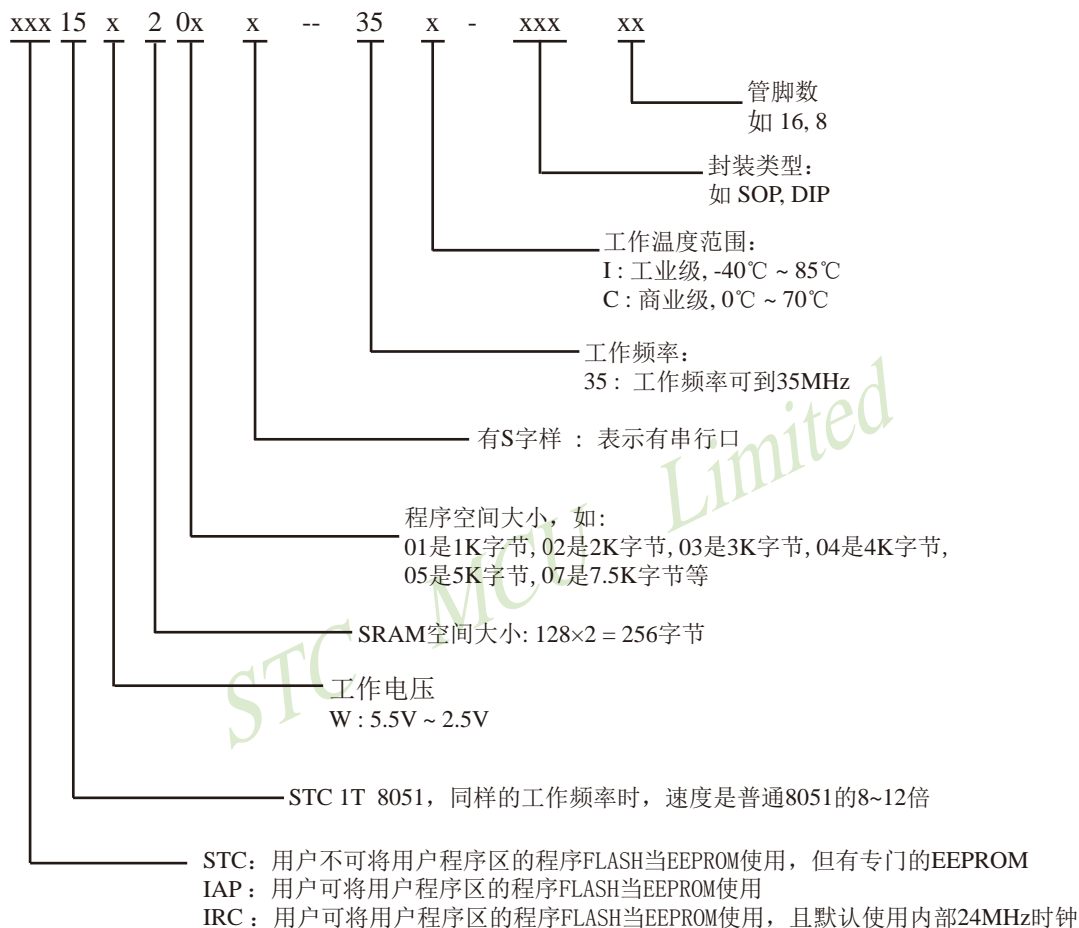 xxx 15 x 2 0x x -- 35 x - xxx xx
管脚数
如 16, 8
封装类型：
如 SOP, DIP
工作温度范围：
I : 工业级, -40℃ ~ 85℃
C : 商业级, 0℃ ~ 70℃
工作频率：
35 : 工作频率可到35MHz
有S字样 : 表示有串行口
程序空间大小，如:
01是1K字节, 02是2K字节, 03是3K字节, 04是4K字节,
05是5K字节, 07是7.5K字节等
SRAM空间大小: 128×2 = 256字节
工作电压
W : 5.5V ~ 2.5V
STC 1T 8051，同样的工作频率时，速度是普通8051的8~12倍
STC：用户不可将用户程序区的程序FLASH当EEPROM使用，但有专门的EEPROM
IAP：用户可将用户程序区的程序FLASH当EEPROM使用
IRC：用户可将用户程序区的程序FLASH当EEPROM使用，且默认使用内部24MHz时钟
STC MCU Limited